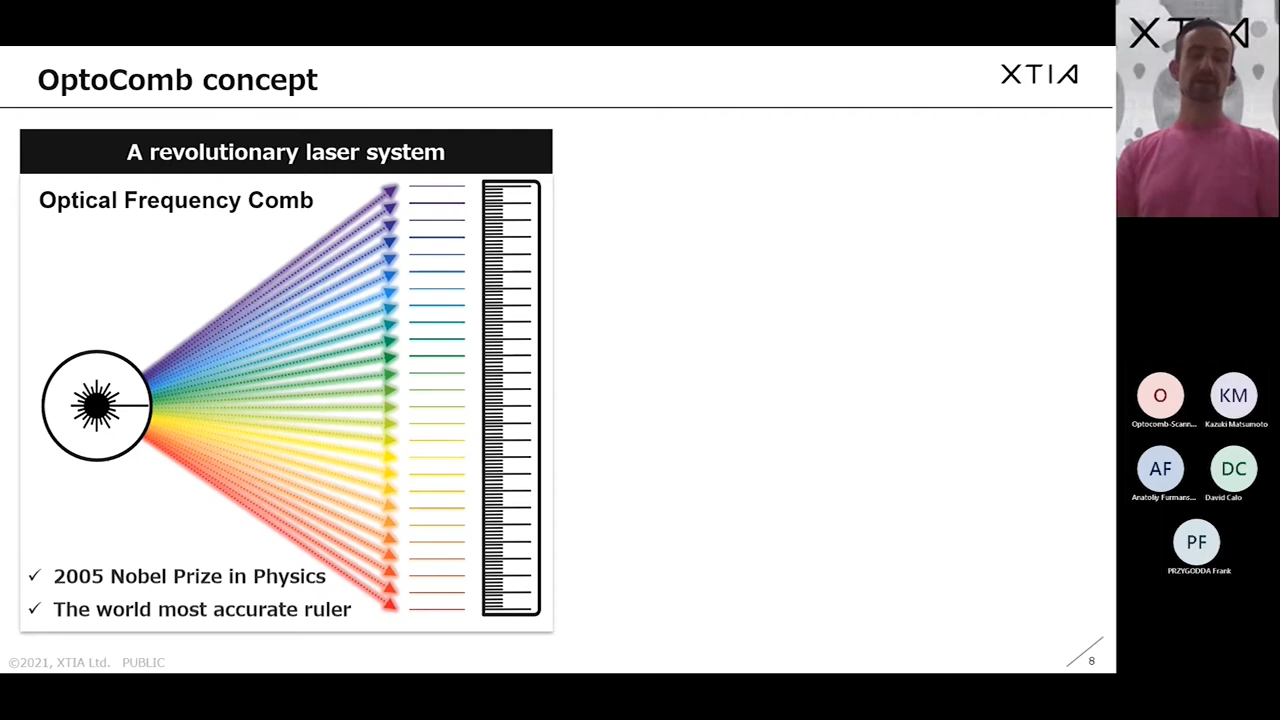 OptoComb concept
XTIA
A revolutionary laser system
Optical Frequency Comb
2005 Nobel Prize in Physics
The world most accurate ruler
©2021, XTIA Ltd. PUBLIC
8
XTIA
O
Optocomb-Scann...
KM
Kazuki Matsumoto
AF
Anatoliy Furmans...
DC
David Calo
PF
PRZYGODDA Frank